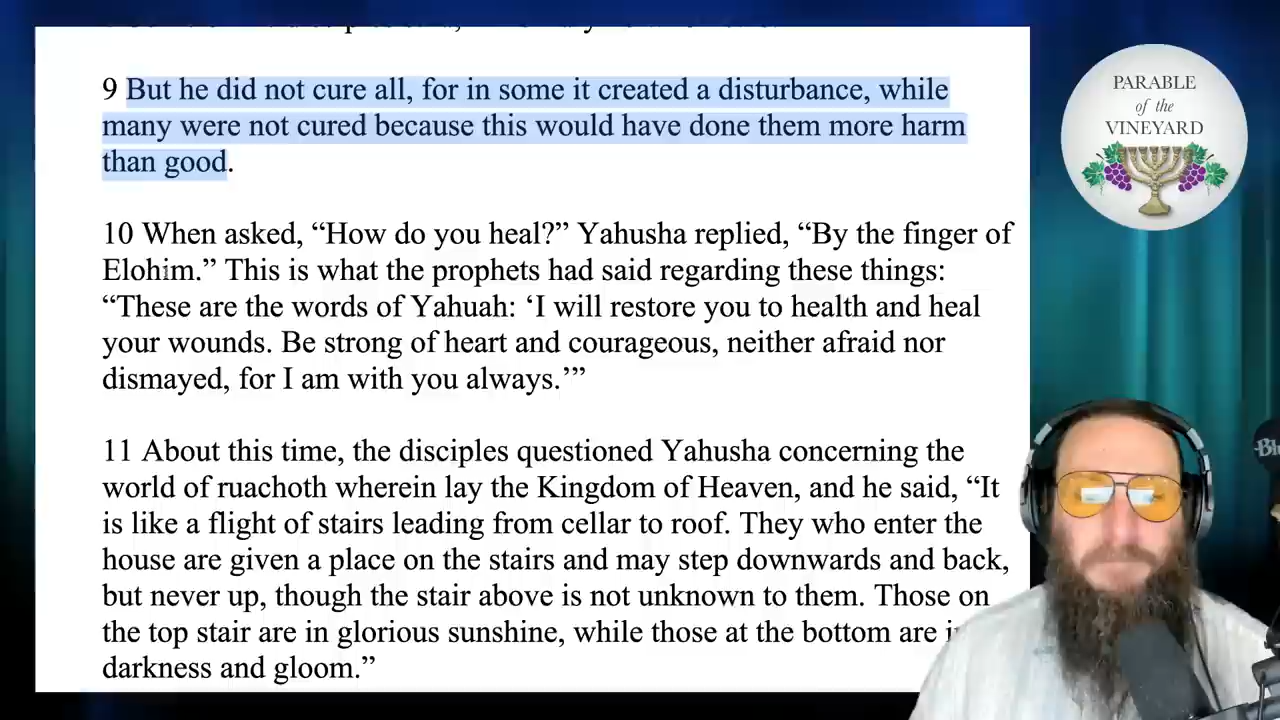 9 But he did not cure all, for in some it created a disturbance, while
many were not cured because this would have done them more harm
than good.
10 When asked, “How do you heal?” Yahusha replied, “By the finger of
Elohim.” This is what the prophets had said regarding these things:
“These are the words of Yahuah: ‘I will restore you to health and heal
your wounds. Be strong of heart and courageous, neither afraid nor
dismayed, for I am with you always.’”
11 About this time, the disciples questioned Yahusha concerning the
world of ruachoth wherein lay the Kingdom of Heaven, and he said, “It
is like a flight of stairs leading from cellar to roof. They who enter the
house are given a place on the stairs and may step downwards and back,
but never up, though the stair above is not unknown to them. Those on
the top stair are in glorious sunshine, while those at the bottom are
darkness and gloom.”
PARABLE
of the
VINEYARD